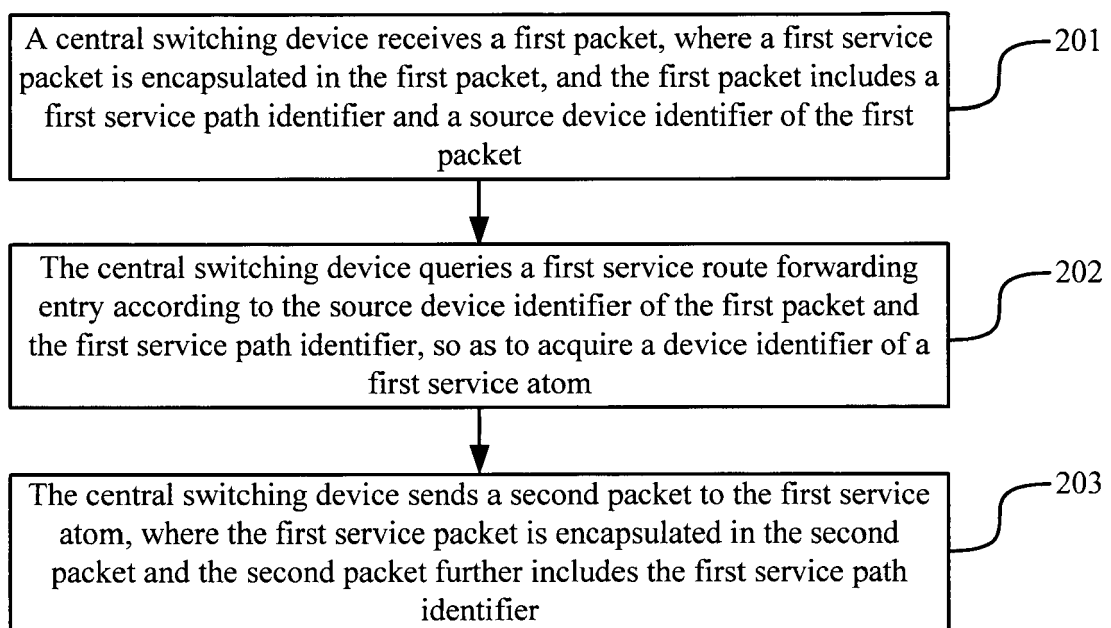 A central switching device receives a first packet, where a first service
packet is encapsulated in the first packet, and the first packet includes a
first service path identifier and a source device identifier of the first
packet
201
The central switching device queries a first service route forwarding
entry according to the source device identifier of the first packet and
the first service path identifier, so as to acquire a device identifier of a
first service atom
202
The central switching device sends a second packet to the first service
atom, where the first service packet is encapsulated in the second
packet and the second packet further includes the first service path
identifier
203